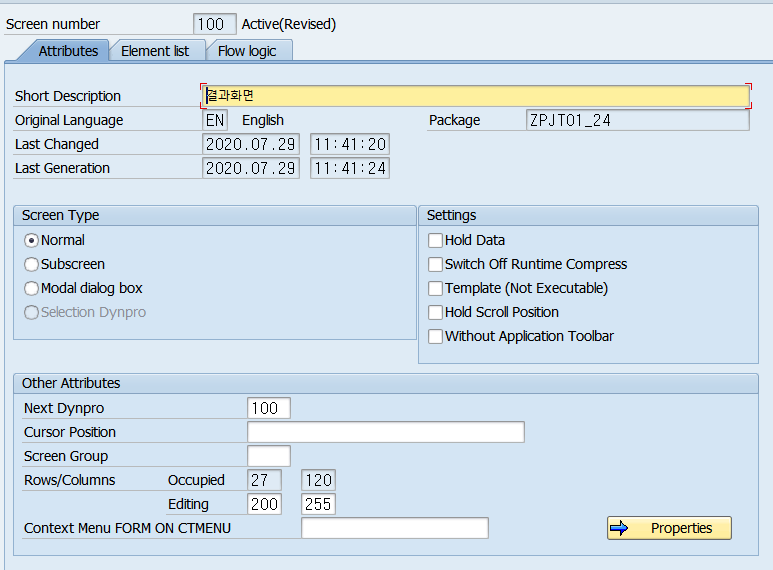 Screen number 100 Active(Revised)
Attributes Element list Flow logic
Short Description 결과화면
Original Language EN English Package ZPJT01_24
Last Changed 2020.07.29 11:41:20
Last Generation 2020.07.29 11:41:24
Screen Type
Normal
Subscreen
Modal dialog box
Selection Dynpro
Settings
Hold Data
Switch Off Runtime Compress
Template (Not Executable)
Hold Scroll Position
Without Application Toolbar
Other Attributes
Next Dynpro 100
Cursor Position
Screen Group
Rows/Columns Occupied 27 120
Editing 200 255
Context Menu FORM ON CTMENU Properties